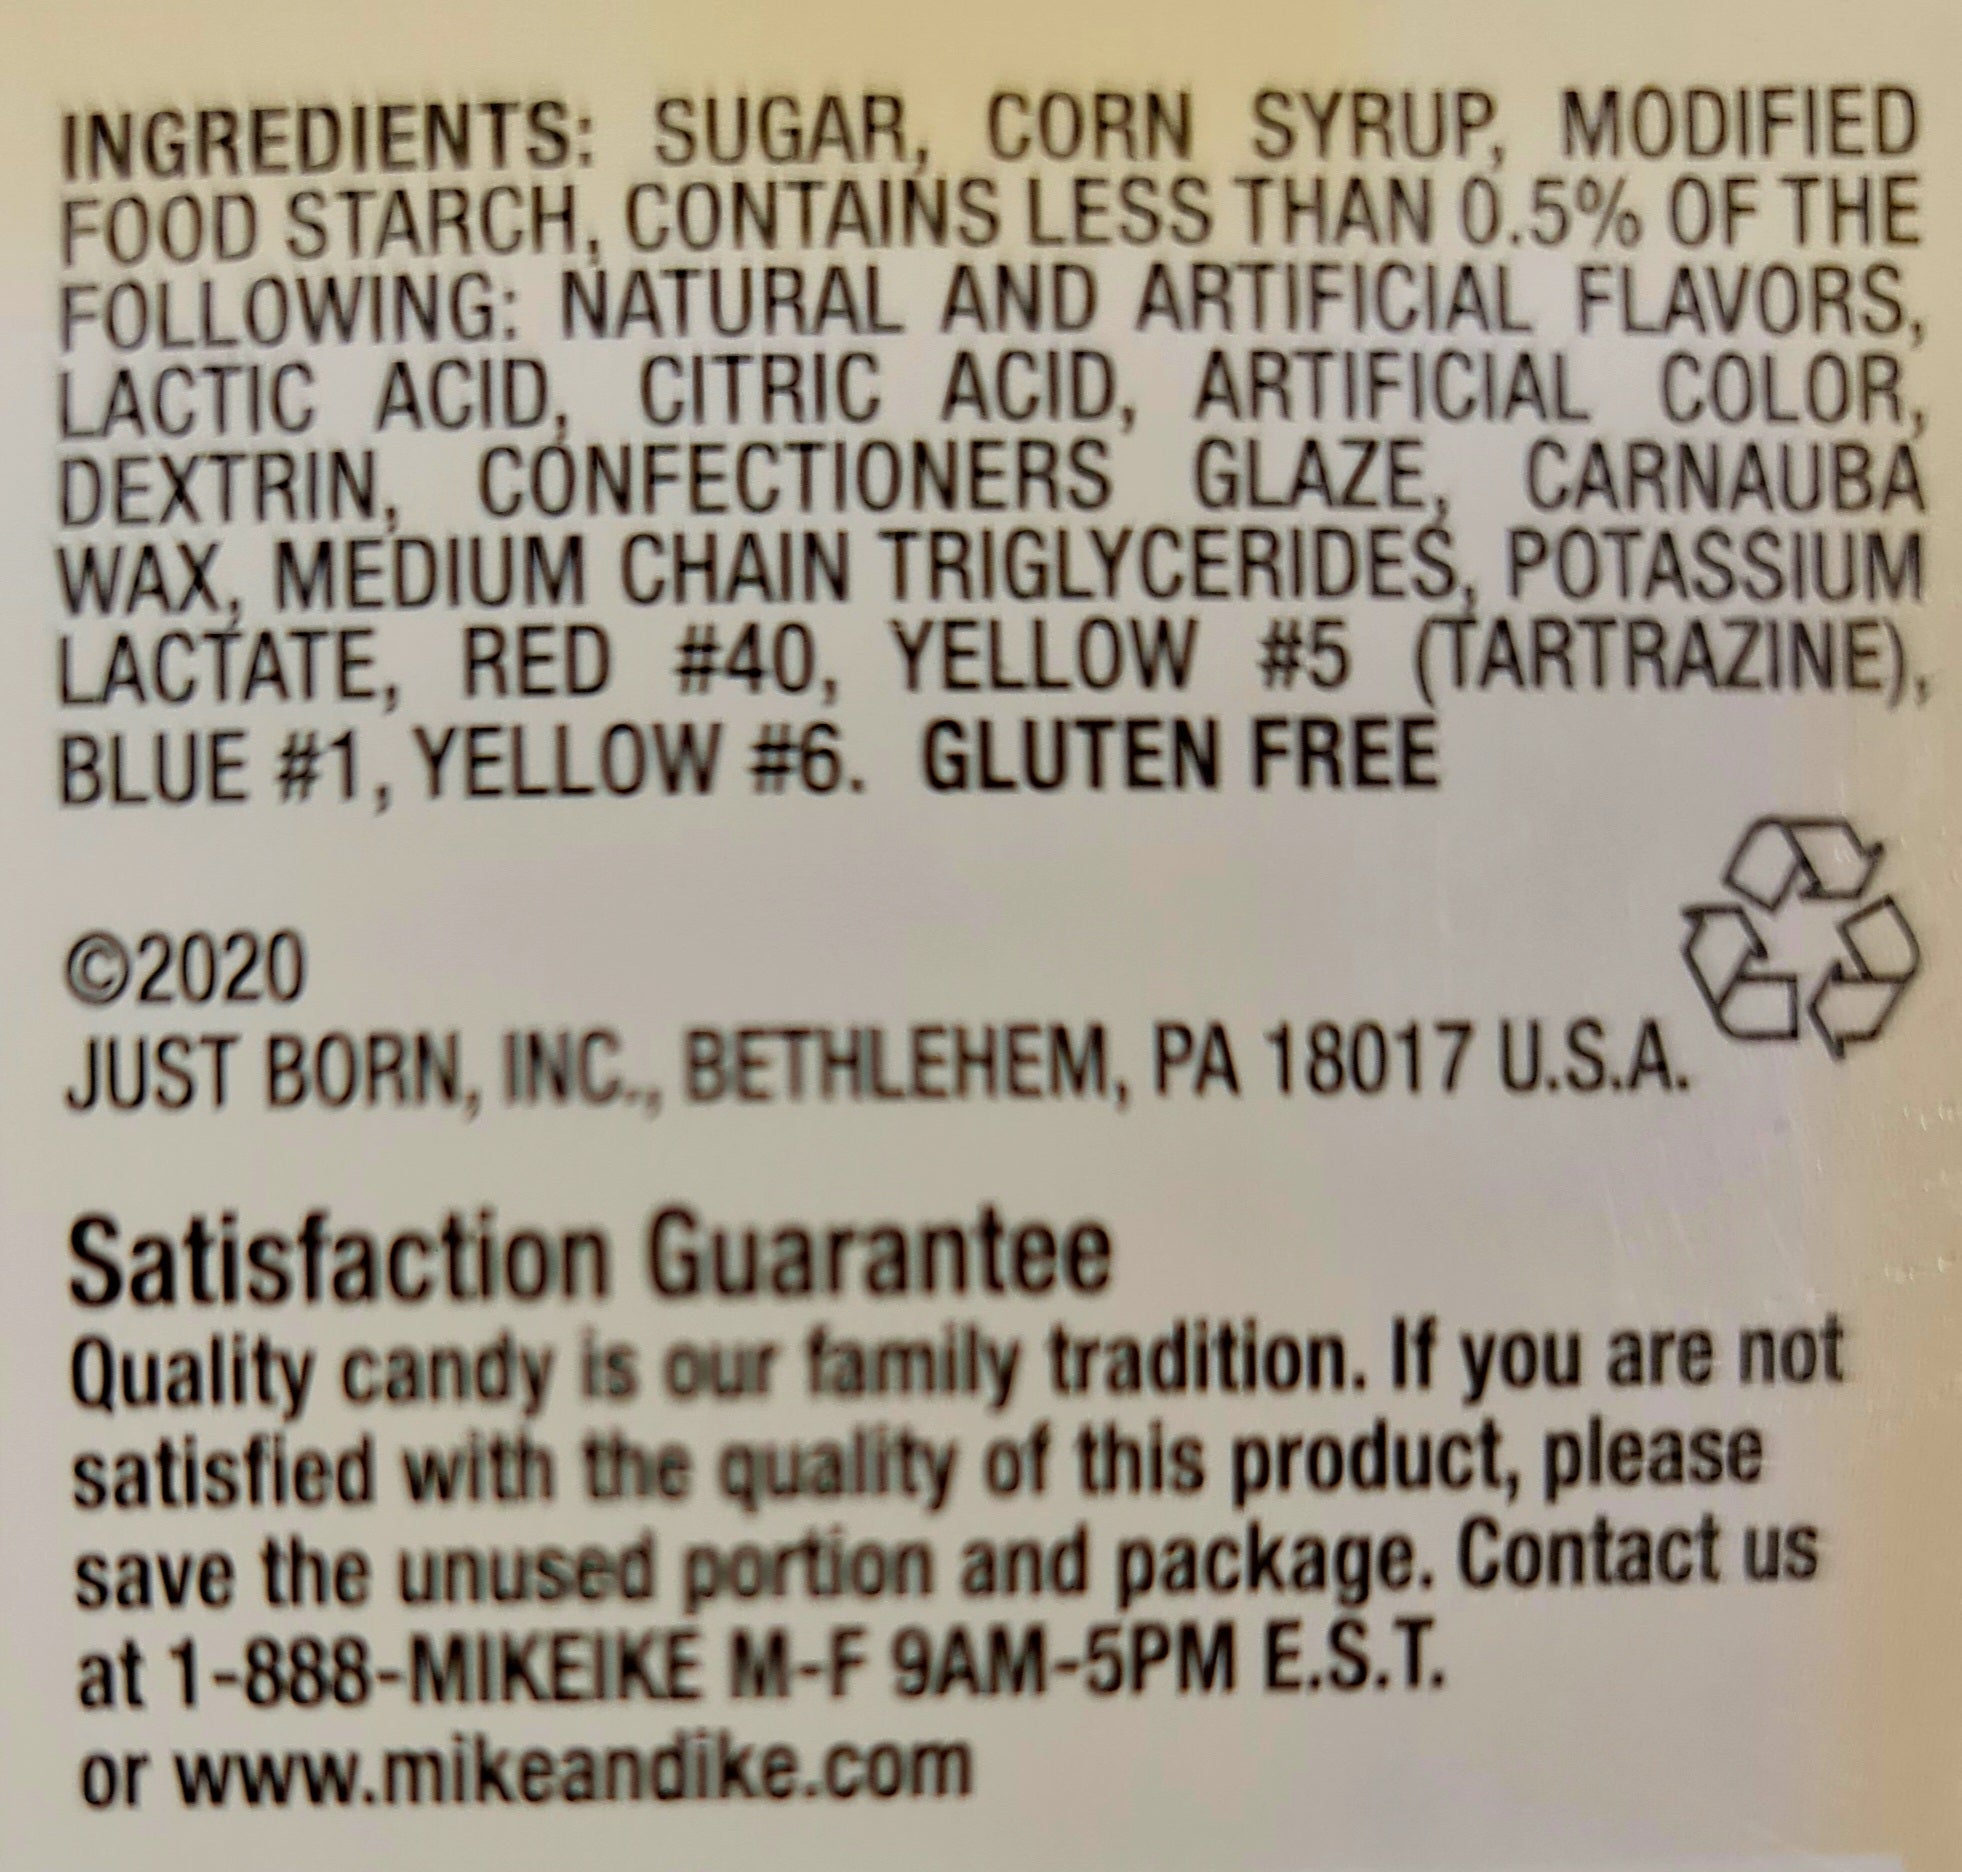 INGREDIENTS: SUGAR, CORN SYRUP, MODIFIED
FOOD STARCH, CONTAINS LESS THAN 0.5% OF THE
FOLLOWING: NATURAL AND ARTIFICIAL FLAVORS,
LACTIC ACID, CITRIC ACID, ARTIFICIAL COLOR,
DEXTRIN, CONFECTIONERS GLAZE, CARNAUBA
WAX, MEDIUM CHAIN TRIGLYCERIDES, POTASSIUM
LACTATE, RED #40, YELLOW #5 (TARTRAZINE),
BLUE #1, YELLOW #6. GLUTEN FREE
©2020
JUST BORN, INC., BETHLEHEM, PA 18017 U.S.A.
Satisfaction Guarantee
Quality candy is our family tradition. If you are not
satisfied with the quality of this product, please
save the unused portion and package. Contact us
at 1-888-MIKEIKE M-F 9AM-5PM E.S.T.
or www.mikeandike.com